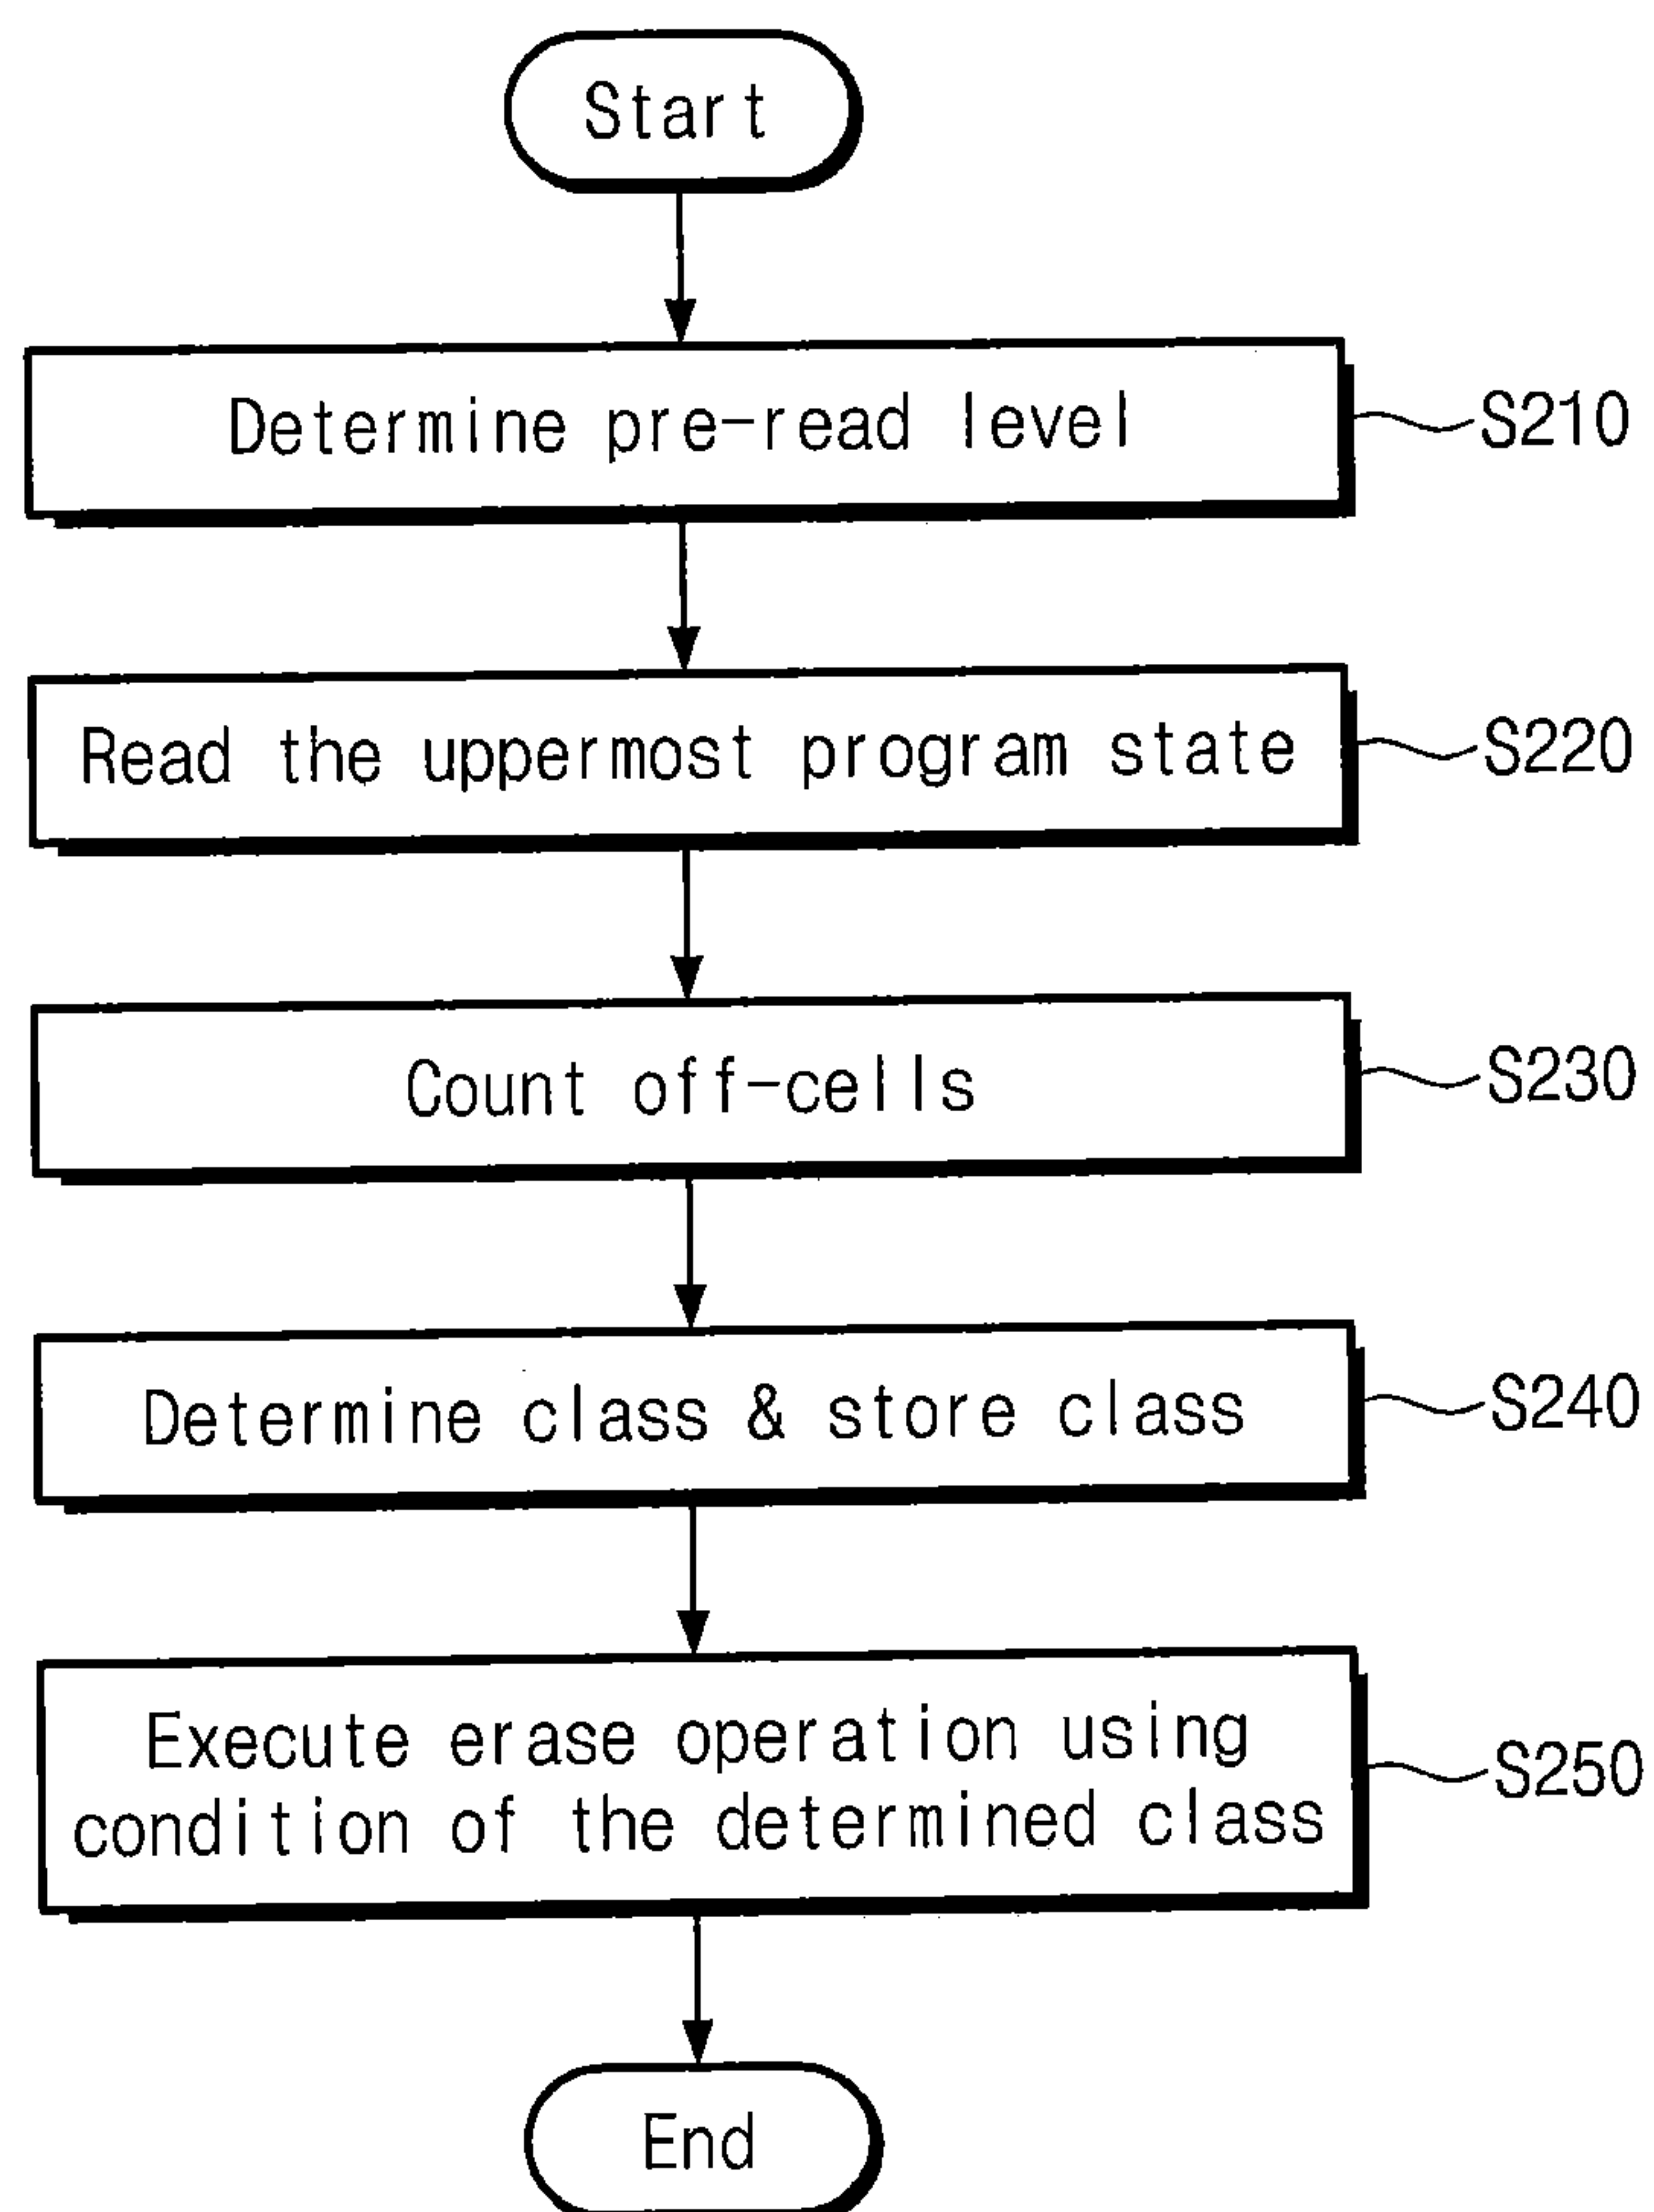 Start
Determine pre-read level
S210
Read the uppermost program state
S220
Count off-cells
S230
Determine class & store class
S240
Execute erase operation using
condition of the determined class
S250
End